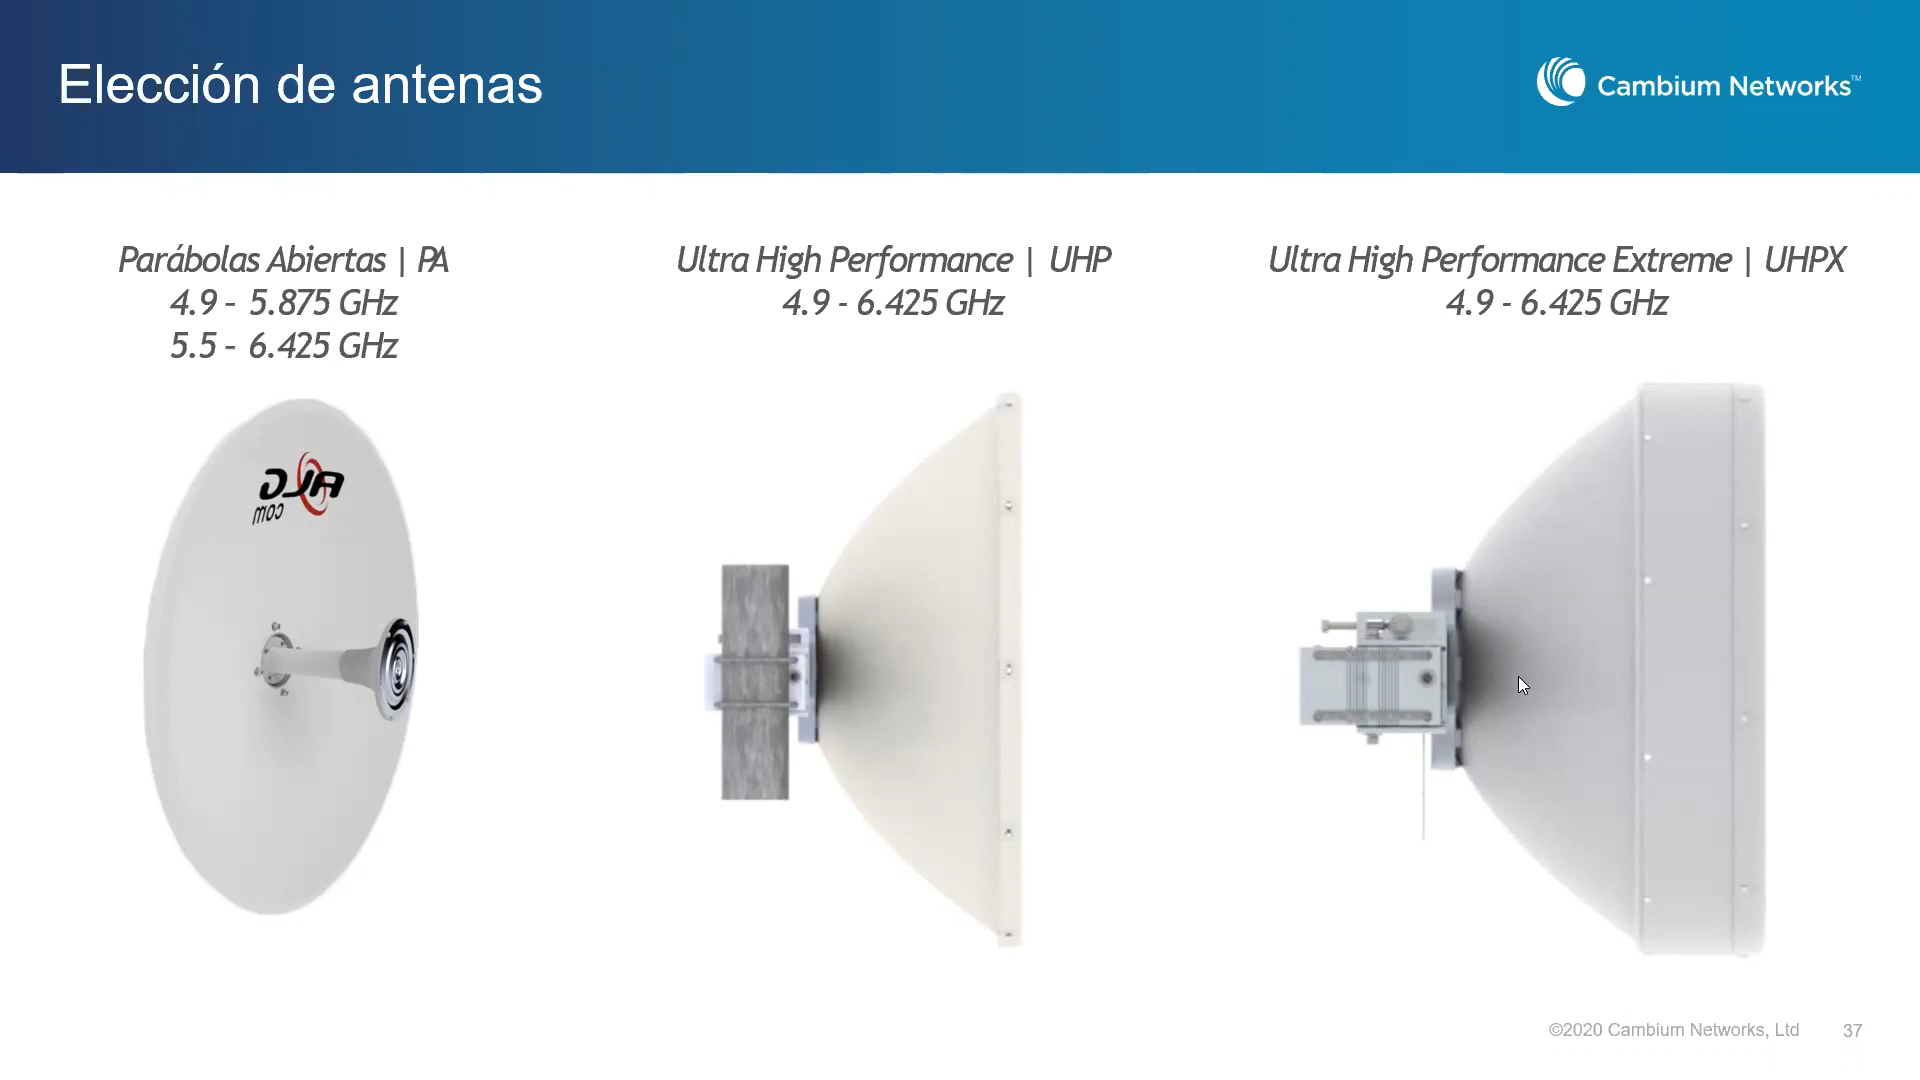 Elección de antenas
Cambium Networks™
Parábolas Abiertas | PA
4.9 – 5.875 GHz
5.5 – 6.425 GHz
Ultra High Performance | UHP
4.9 - 6.425 GHz
Ultra High Performance Extreme | UHPX
4.9 - 6.425 GHz
ALG
com
©2020 Cambium Networks, Ltd
37